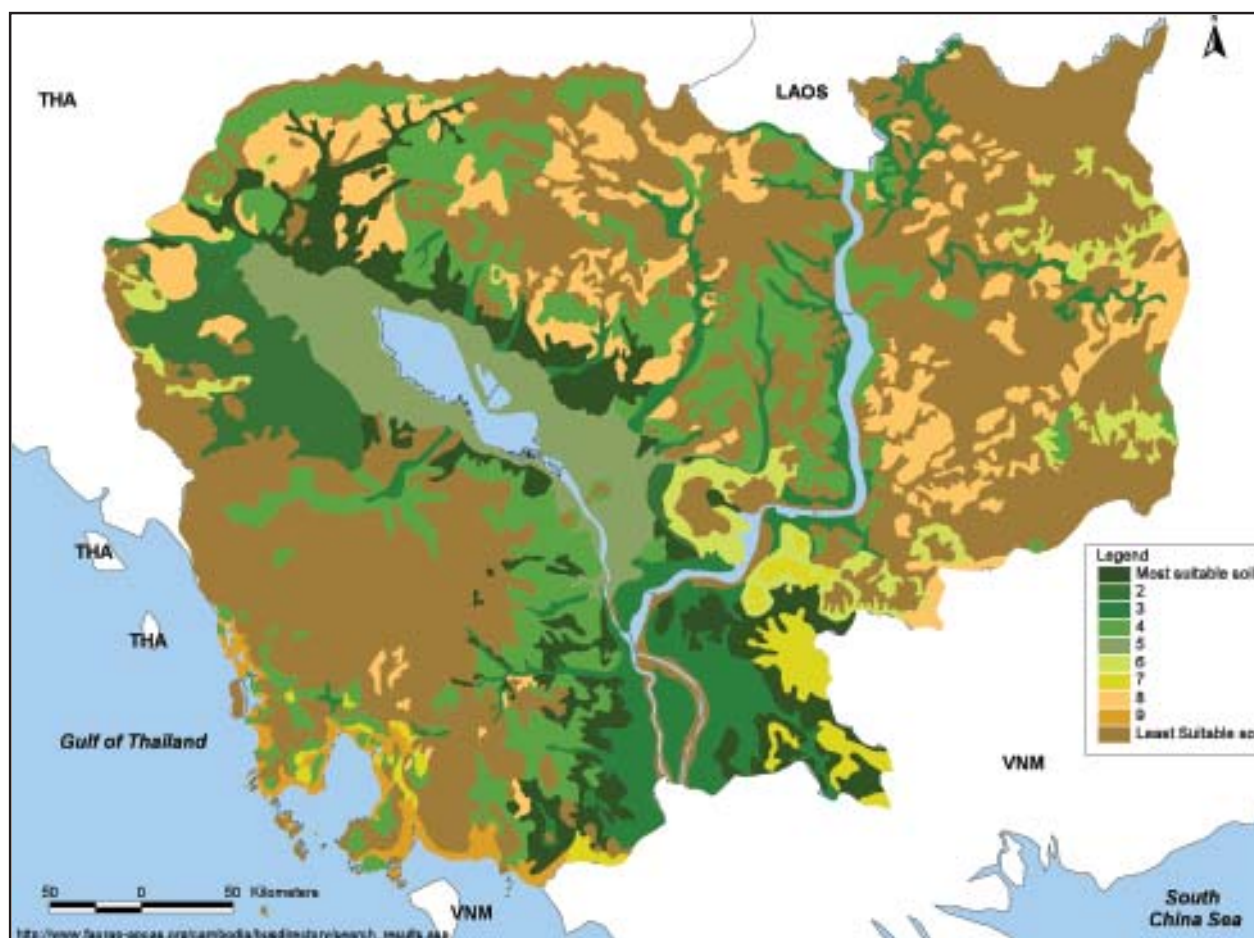 N
THA
LAOS
THA
THA
Gulf of Thailand
Legend
Most suitable soil
2
3
4
5
6
7
8
9
Least Suitable so
VNM
50 0 50 Kilometers
VNM
South
China Sea